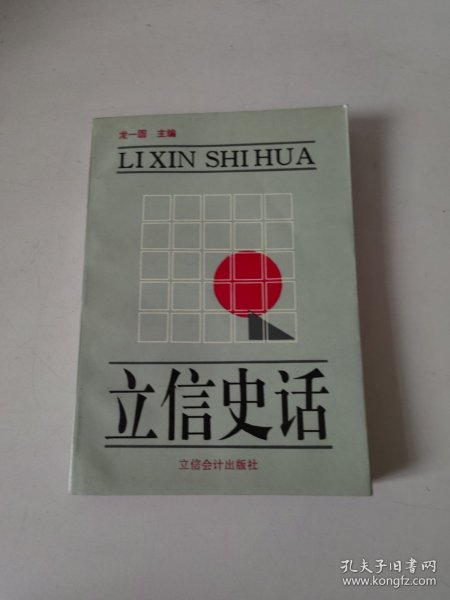 龙一圆 主编
LI XIN SHI HUA
立信史话
立信会计出版社
孔夫子旧书网
www.kongfz.com